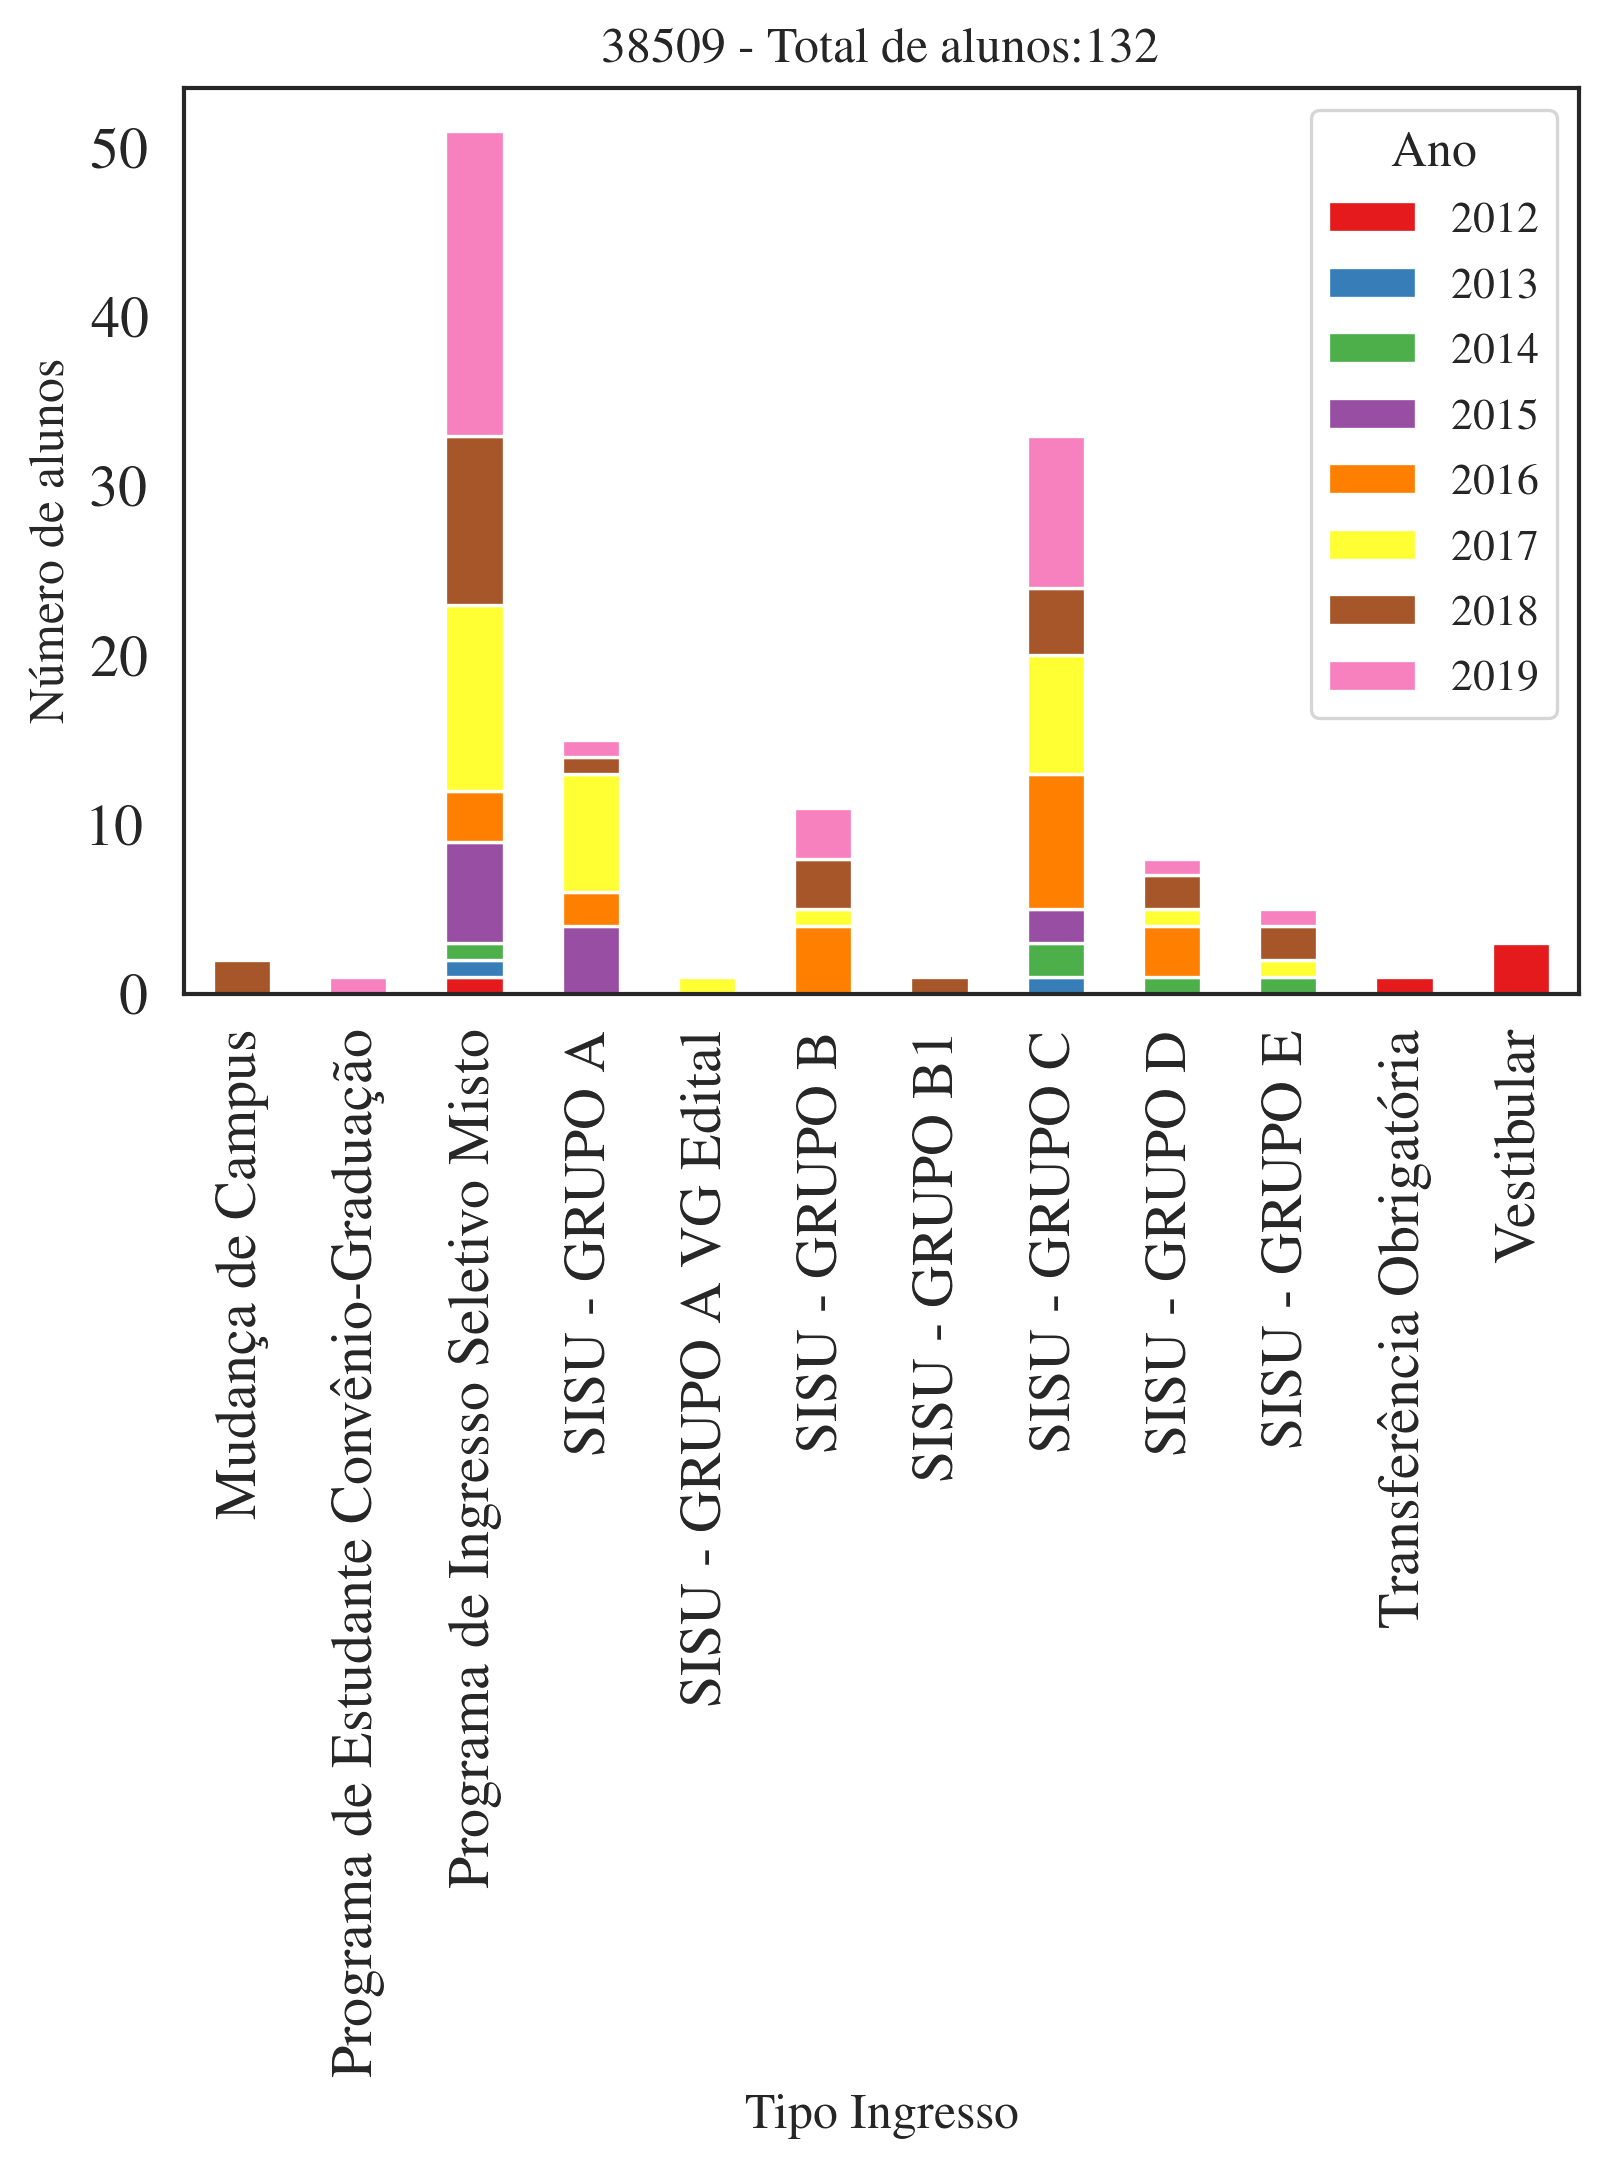 38509 - Total de alunos:132
Número de alunos
50
40
30
20
10
0
Ano
2012
2013
2014
2015
2016
2017
2018
2019
Mudança de Campus
Programa de Estudante Convênio-Graduação
Programa de Ingresso Seletivo Misto
SISU - GRUPO A
SISU - GRUPO A VG Edital
SISU - GRUPO B
SISU - GRUPO B1
SISU - GRUPO C
SISU - GRUPO D
SISU - GRUPO E
Transferência Obrigatória
Vestibular
Tipo Ingresso